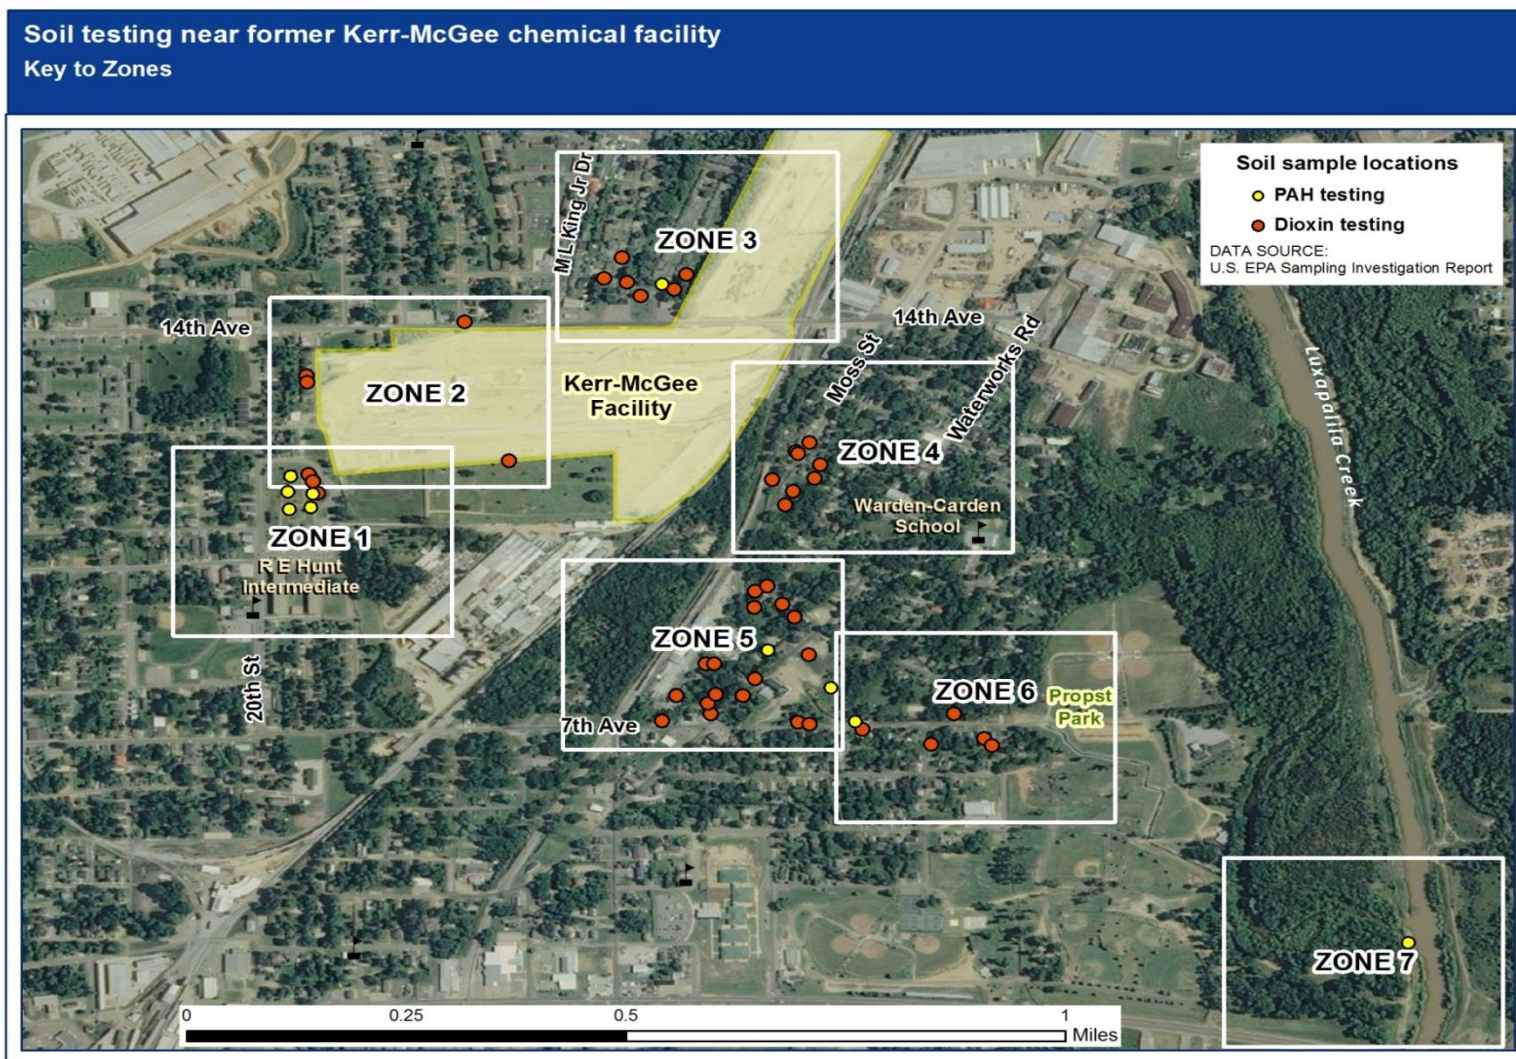 Soil testing near former Kerr-McGee chemical facility
Key to Zones
Soil sample locations
PAH testing
Dioxin testing
DATA SOURCE:
U.S. EPA Sampling Investigation Report
M L King Jr Dr
ZONE 3
14th Ave
14th Ave
Moss St
Waterworks Rd
Luxapalila Creek
ZONE 2
Kerr-McGee
Facility
ZONE 4
Warden-Carden
School
ZONE 1
R E Hunt
Intermediate
20th St
ZONE 5
7th Ave
ZONE 6
Propst
Park
ZONE 7
0
0.25
0.5
1
Miles